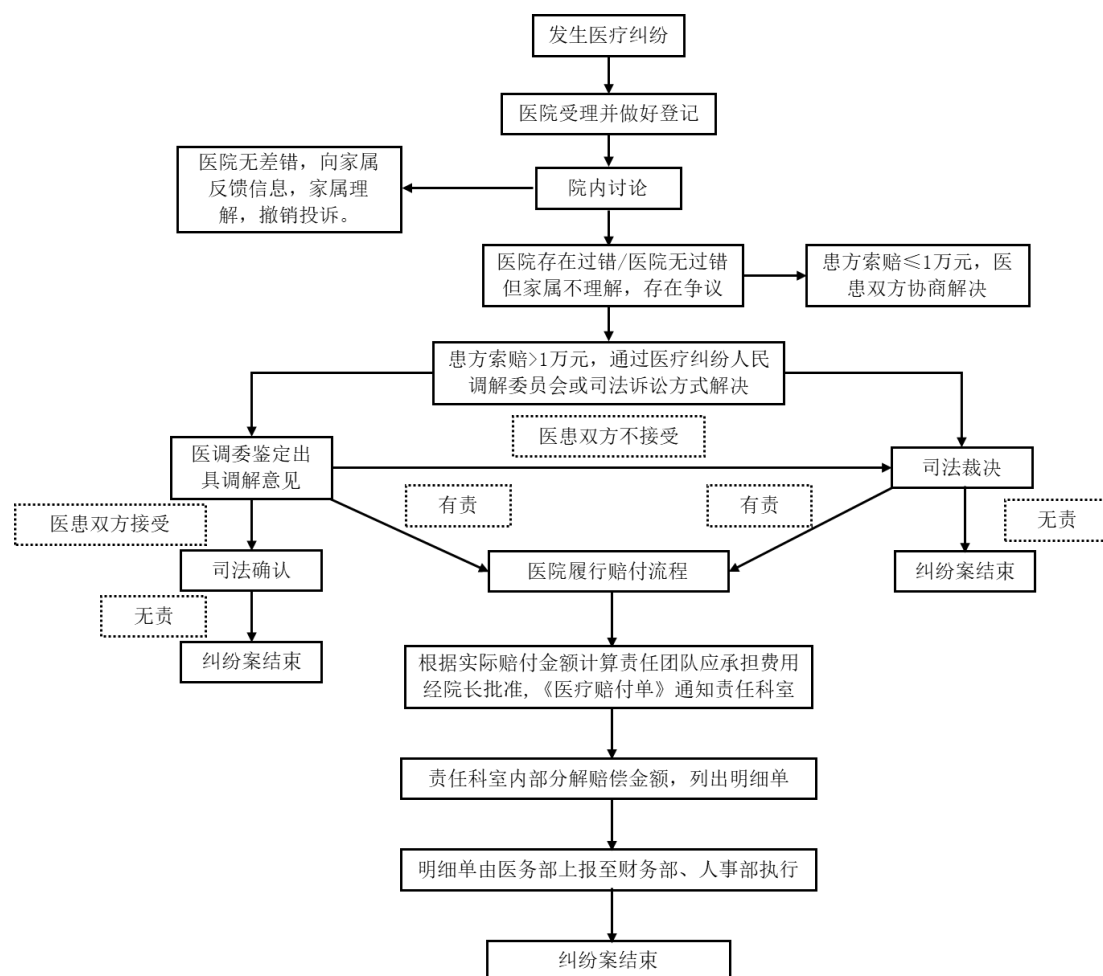 发生医疗纠纷
医院受理并做好登记
医院无差错，向家属
反馈信息，家属理
解，撤销投诉。
院内讨论
医院存在过错/医院无过错
但家属不理解，存在争议
患方索赔≤1万元，医
患双方协商解决
患方索赔>1万元，通过医疗纠纷人民
调解委员会或司法诉讼方式解决
医患双方不接受
医调委鉴定出
具调解意见
司法裁决
有责
有责
医患双方接受
无责
司法确认
医院履行赔付流程
纠纷案结束
无责
纠纷案结束
根据实际赔付金额计算责任团队应承担费用
经院长批准,《医疗赔付单》通知责任科室
责任科室内部分解赔偿金额，列出明细单
明细单由医务部上报至财务部、人事部执行
纠纷案结束